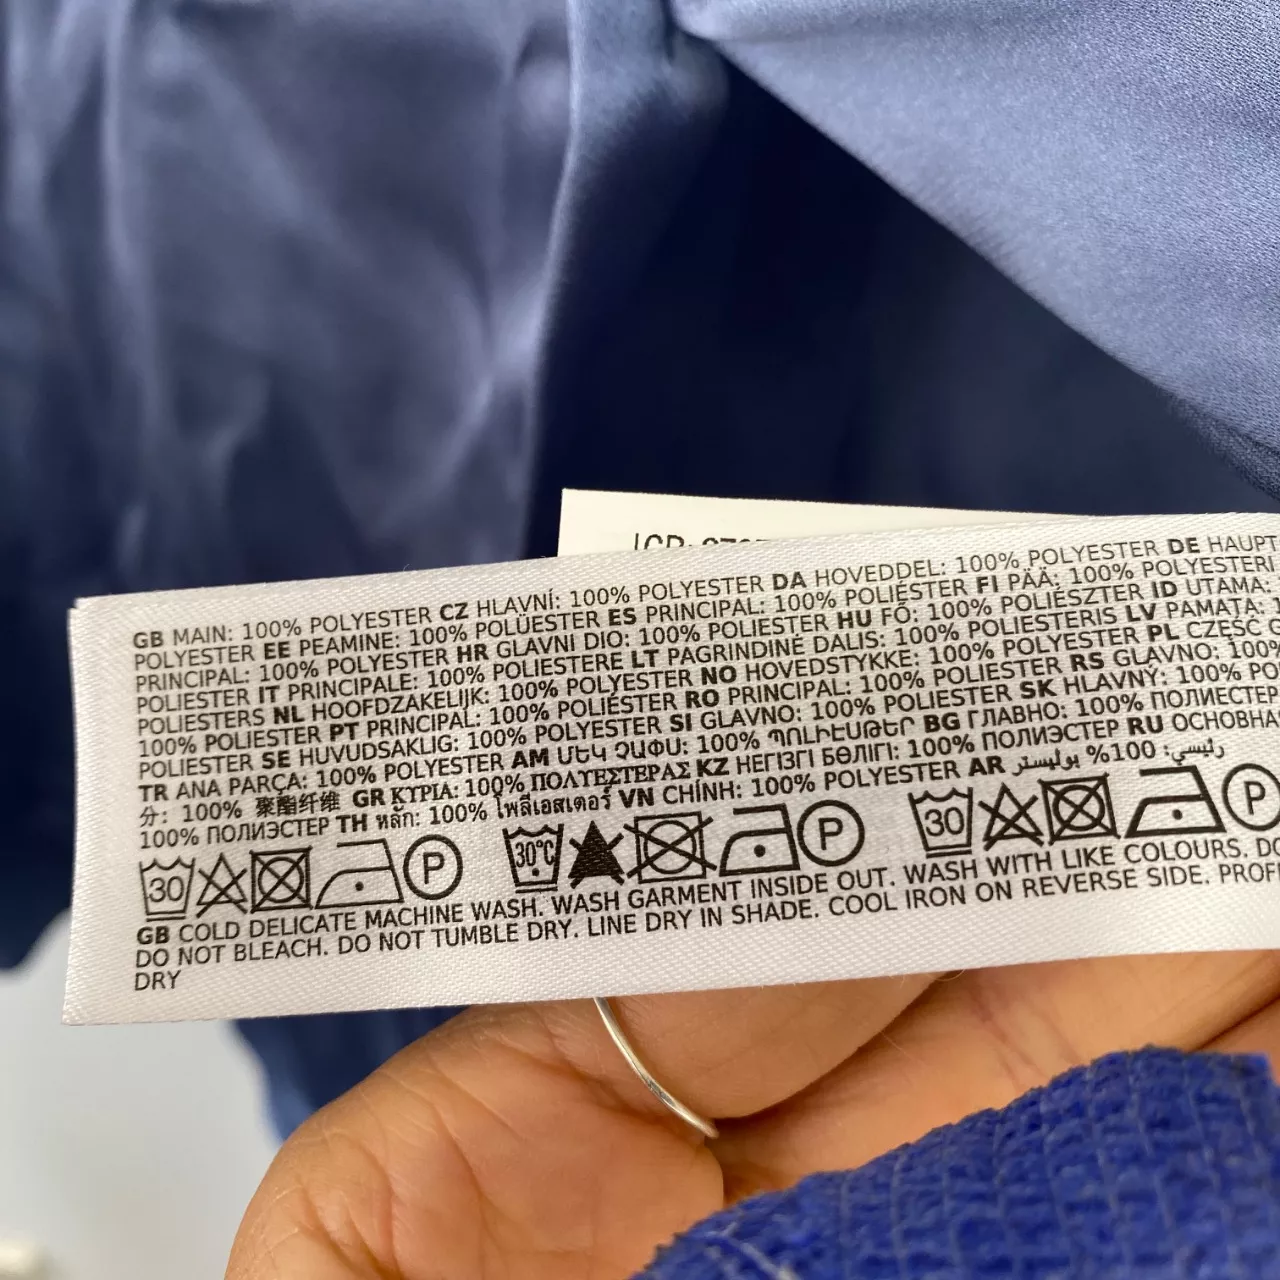 GB MAIN: 100% POLYESTER CZ HLAVNÍ: 100% POLYESTER DA HOVEDDEL: 100% POLYESTER DE HAUPT
POLYESTER EE PEAMINE: 100% POLÜESTER ES PRINCIPAL: 100% POLIÉSTER FI PÄÄ: 100% POLYESTERI
PRINCIPAL: 100% POLYESTER HR GLAVNI DIO: 100% POLIESTER HU FŐ: 100% POLIÉSZTER ID UTAMA:
POLIESTER IT PRINCIPALE: 100% POLIESTERE LT PAGRINDINĖ DALIS: 100% POLIESTERIS LV PAMATA:
POLIESTERS NL HOOFDZAKELIJK: 100% POLYESTER NO HOVEDSTYKKE: 100% POLYESTER PL CZĘŚĆ
100% POLIESTER PT PRINCIPAL: 100% POLIÉSTER RO PRINCIPAL: 100% POLIESTER RS GLAVNO: 100%
POLIESTER SE HUVUDSAKLIG: 100% POLYESTER SI GLAVNO: 100% POLIESTER SK HLAVNÝ: 100%
TR ANA PARÇA: 100% POLYESTER AM ՄԵԿ ՉԱՓՍ: 100% ՊՈԼԻԷՍԹԵՐ BG ГЛАВНО: 100% ПОЛИЕСТЕР
分: 100% 聚酯纤维 GR ΚΥΡΙΑ: 100% ΠΟΛΥΕΣΤΕΡΑΣ KZ НЕГІЗГІ БӨЛІГІ: 100% ПОЛИЭСТЕР RU ОСНОВНА
100% ПОЛИЭСТЕР TH หลัก: 100% โพลีเอสเตอร์ VN CHÍNH: 100% POLYESTER AR رئيسي: 100% بوليستر
30 P 30°C P 30 P
GB COLD DELICATE MACHINE WASH. WASH GARMENT INSIDE OUT. WASH WITH LIKE COLOURS. DO
DO NOT BLEACH. DO NOT TUMBLE DRY. LINE DRY IN SHADE. COOL IRON ON REVERSE SIDE. PROF
DRY